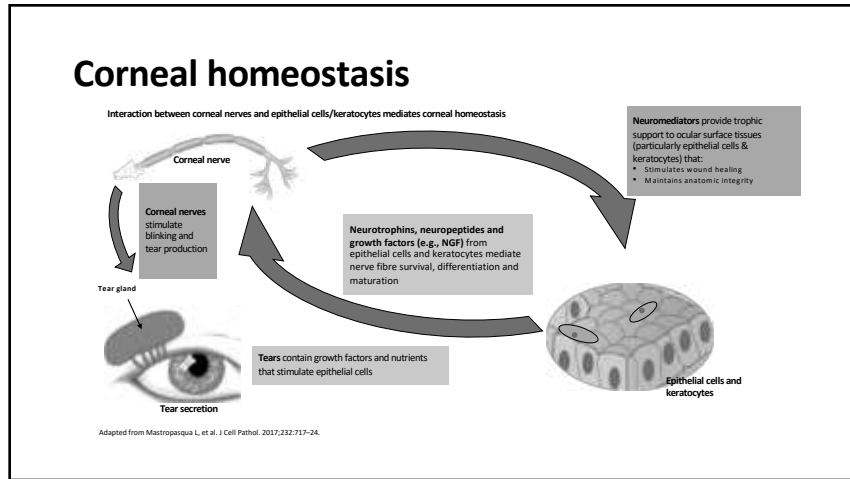 Corneal homeostasis
Interaction between corneal nerves and epithelial cells/keratocytes mediates corneal homeostasis
Corneal nerve
Neuromediators provide trophic
support to ocular surface tissues
(particularly epithelial cells &
keratocytes) that:
• Stimulates wound healing
• Maintains anatomic integrity
Corneal nerves
stimulate
blinking and
tear production
Neurotrophins, neuropeptides and
growth factors (e.g., NGF) from
epithelial cells and keratocytes mediate
nerve fibre survival, differentiation and
maturation
Tear gland
Tears contain growth factors and nutrients
that stimulate epithelial cells
Tear secretion
Epithelial cells and
keratocytes
Adapted from Mastropasqua L, et al. J Cell Pathol. 2017;232:717–24.